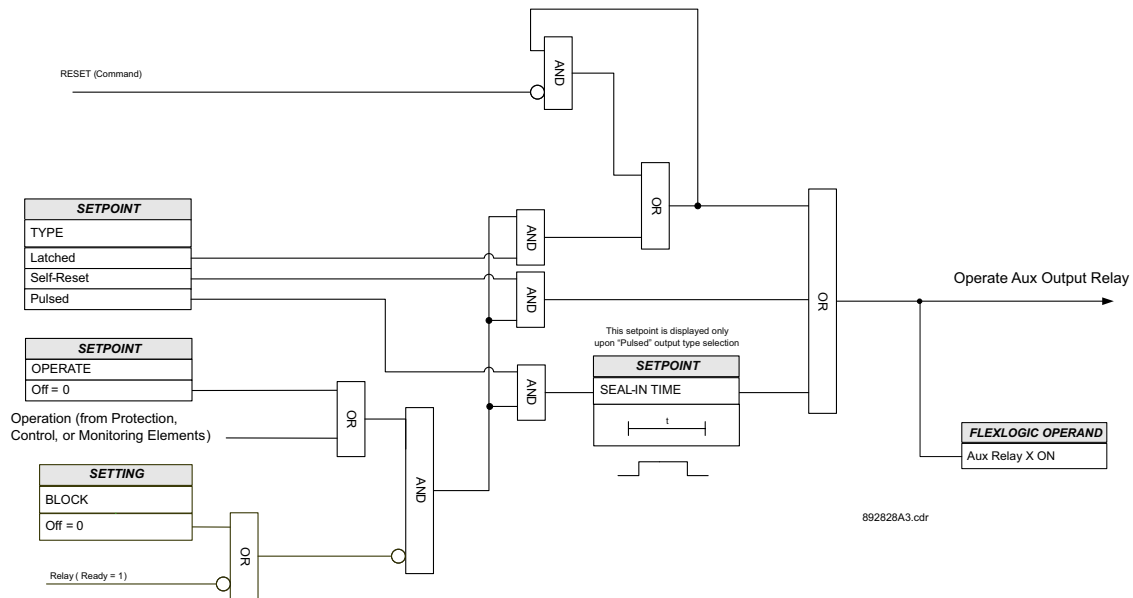 RESET (Command)
AND
OR
SETPOINT
TYPE
Latched
Self-Reset
Pulsed
AND
AND
AND
OR
Operate Aux Output Relay
This setpoint is displayed only
upon "Pulsed" output type selection
SETPOINT
SEAL-IN TIME
t
SETPOINT
OPERATE
Off = 0
Operation (from Protection,
Control, or Monitoring Elements)
OR
AND
FLEXLOGIC OPERAND
Aux Relay X ON
SETTING
BLOCK
Off = 0
OR
Relay ( Ready = 1)
892828A3.cdr